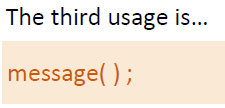 The third usage is…
message( ) ;